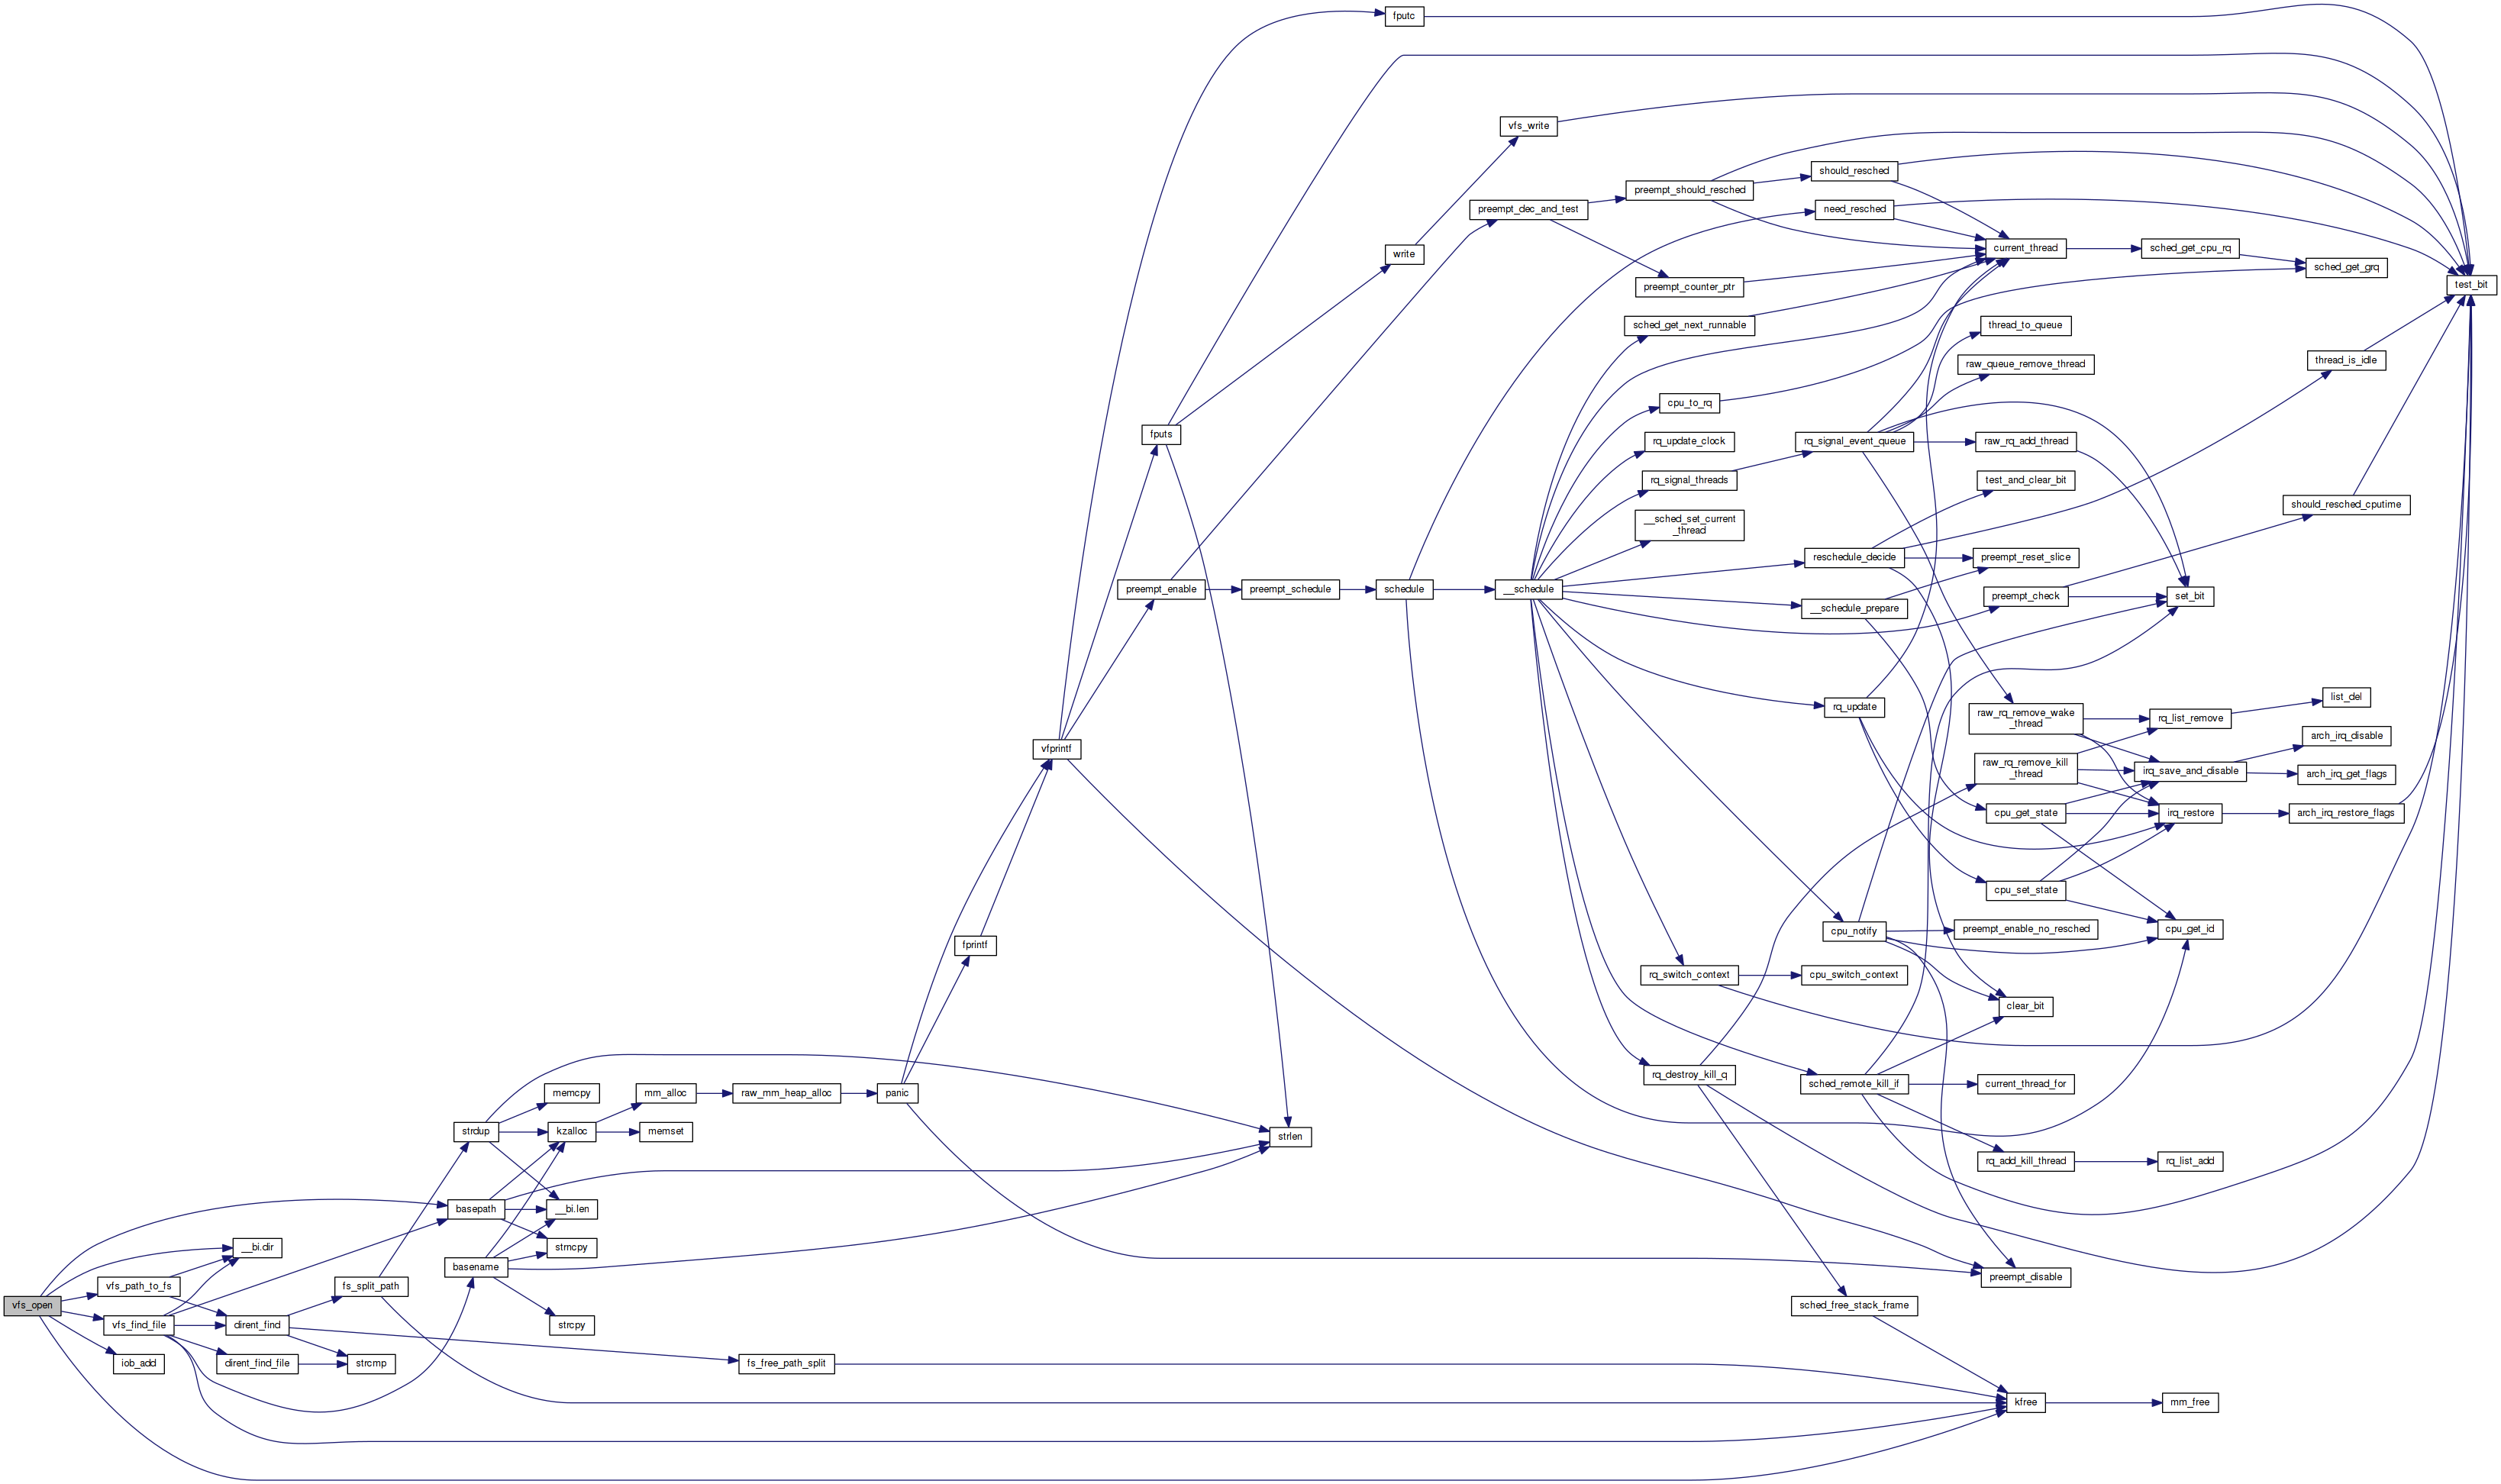 fputc
vfs_write
should_resched
preempt_should_resched
preempt_dec_and_test
need_resched
write
current_thread
sched_get_cpu_rq
sched_get_grq
preempt_counter_ptr
test_bit
sched_get_next_runnable
thread_to_queue
thread_is_idle
raw_queue_remove_thread
cpu_to_rq
fputs
rq_update_clock
rq_signal_event_queue
raw_rq_add_thread
rq_signal_threads
test_and_clear_bit
should_resched_cputime
__sched_set_current
_thread
reschedule_decide
preempt_reset_slice
preempt_enable
preempt_schedule
schedule
__schedule
preempt_check
set_bit
__schedule_prepare
list_del
rq_update
raw_rq_remove_wake
_thread
rq_list_remove
arch_irq_disable
vfprintf
raw_rq_remove_kill
_thread
irq_save_and_disable
arch_irq_get_flags
cpu_get_state
irq_restore
arch_irq_restore_flags
cpu_set_state
cpu_notify
preempt_enable_no_resched
cpu_get_id
fprintf
rq_switch_context
cpu_switch_context
clear_bit
rq_destroy_kill_q
sched_remote_kill_if
current_thread_for
memcpy
mm_alloc
raw_mm_heap_alloc
panic
strdup
kzalloc
memset
strlen
rq_add_kill_thread
rq_list_add
basepath
__bi.len
__bi.dir
strncpy
basename
preempt_disable
vfs_path_to_fs
fs_split_path
vfs_open
sched_free_stack_frame
vfs_find_file
dirent_find
strcpy
iob_add
dirent_find_file
strcmp
fs_free_path_split
kfree
mm_free